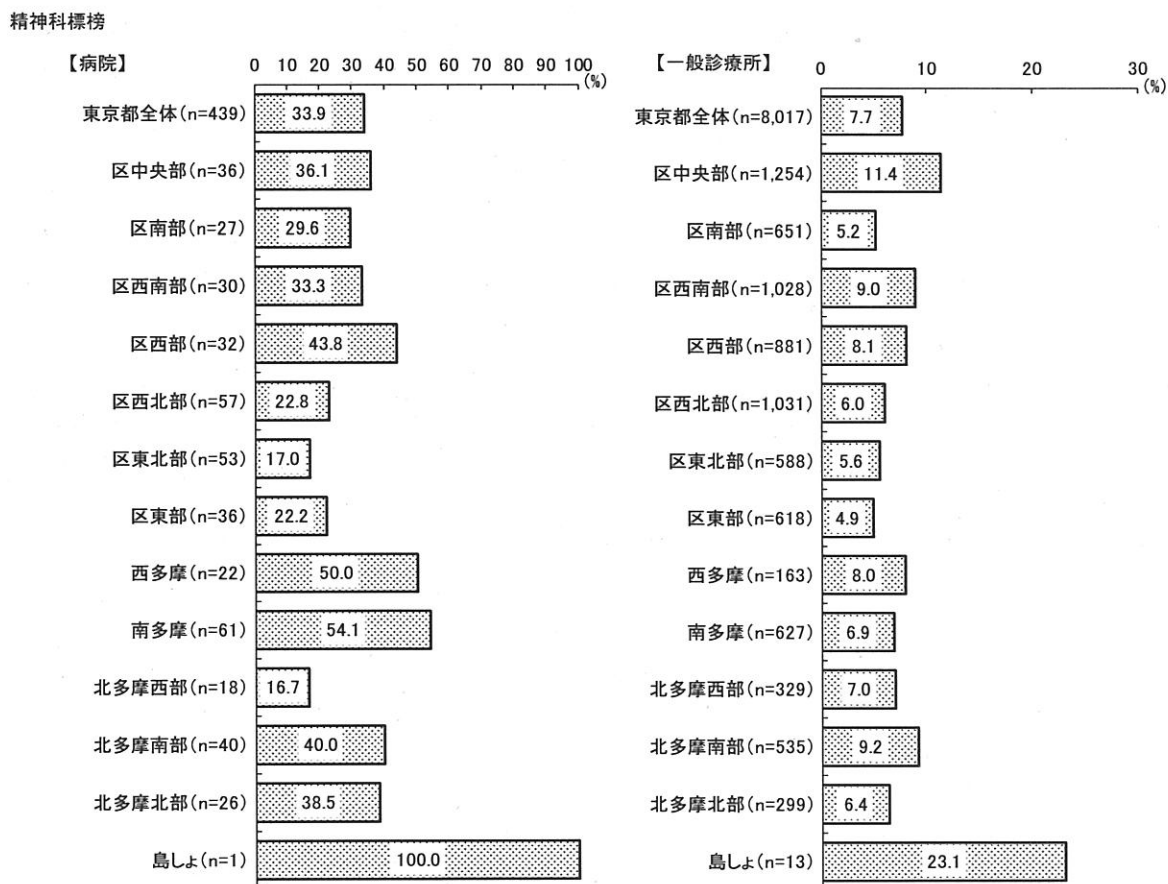 精神科標榜
【病院】
0 10 20 30 40 50 60 70 80 90 100
(%)
東京都全体(n=439) 33.9
区中央部(n=36) 36.1
区南部(n=27) 29.6
区西南部(n=30) 33.3
区西部(n=32) 43.8
区西北部(n=57) 22.8
区東北部(n=53) 17.0
区東部(n=36) 22.2
西多摩(n=22) 50.0
南多摩(n=61) 54.1
北多摩西部(n=18) 16.7
北多摩南部(n=40) 40.0
北多摩北部(n=26) 38.5
島しょ(n=1) 100.0
【一般診療所】
0 10 20 30
(%)
東京都全体(n=8,017) 7.7
区中央部(n=1,254) 11.4
区南部(n=651) 5.2
区西南部(n=1,028) 9.0
区西部(n=881) 8.1
区西北部(n=1,031) 6.0
区東北部(n=588) 5.6
区東部(n=618) 4.9
西多摩(n=163) 8.0
南多摩(n=627) 6.9
北多摩西部(n=329) 7.0
北多摩南部(n=535) 9.2
北多摩北部(n=299) 6.4
島しょ(n=13) 23.1